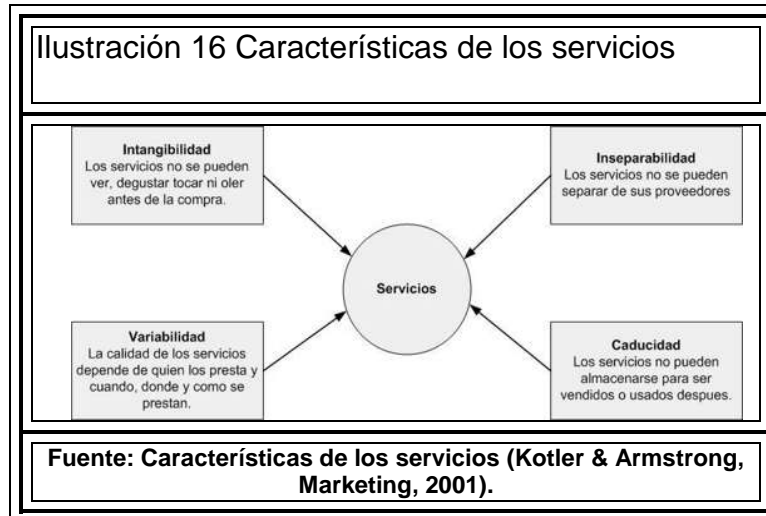 Ilustración 16 Características de los servicios
Intangibilidad
Los servicios no se pueden
ver, degustar tocar ni oler
antes de la compra.
Inseparabilidad
Los servicios no se pueden
separar de sus proveedores
Servicios
Variabilidad
La calidad de los servicios
depende de quien los presta y
cuando, donde y como se
prestan.
Caducidad
Los servicios no pueden
almacenarse para ser
vendidos o usados despues.
Fuente: Características de los servicios (Kotler & Armstrong,
Marketing, 2001).